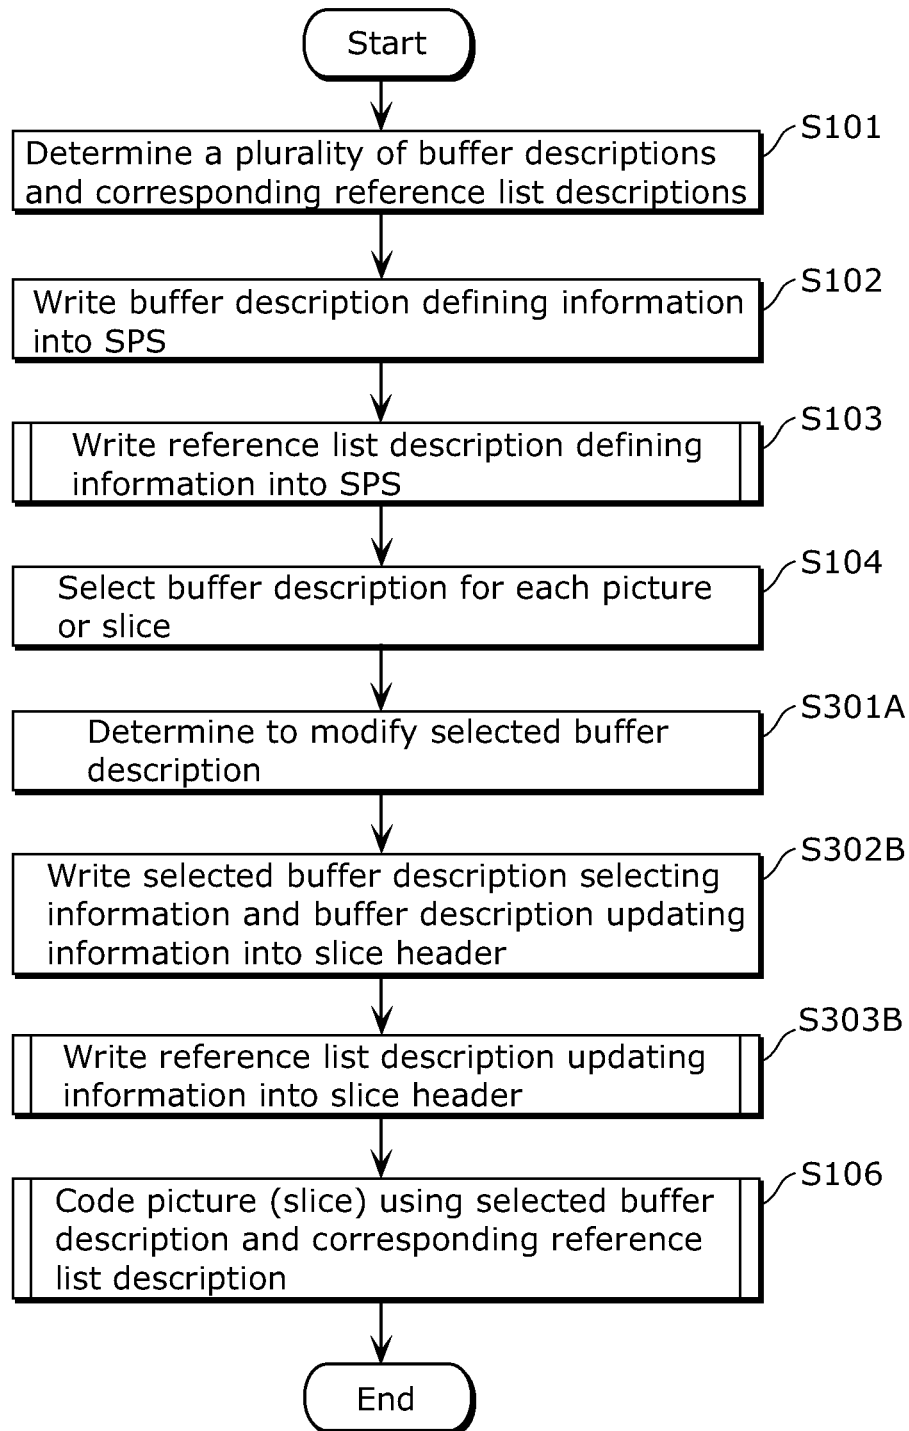 Start
S101
Determine a plurality of buffer descriptions
and corresponding reference list descriptions
S102
Write buffer description defining information
into SPS
S103
Write reference list description defining
information into SPS
S104
Select buffer description for each picture
or slice
S301A
Determine to modify selected buffer
description
S302B
Write selected buffer description selecting
information and buffer description updating
information into slice header
S303B
Write reference list description updating
information into slice header
S106
Code picture (slice) using selected buffer
description and corresponding reference
list description
End